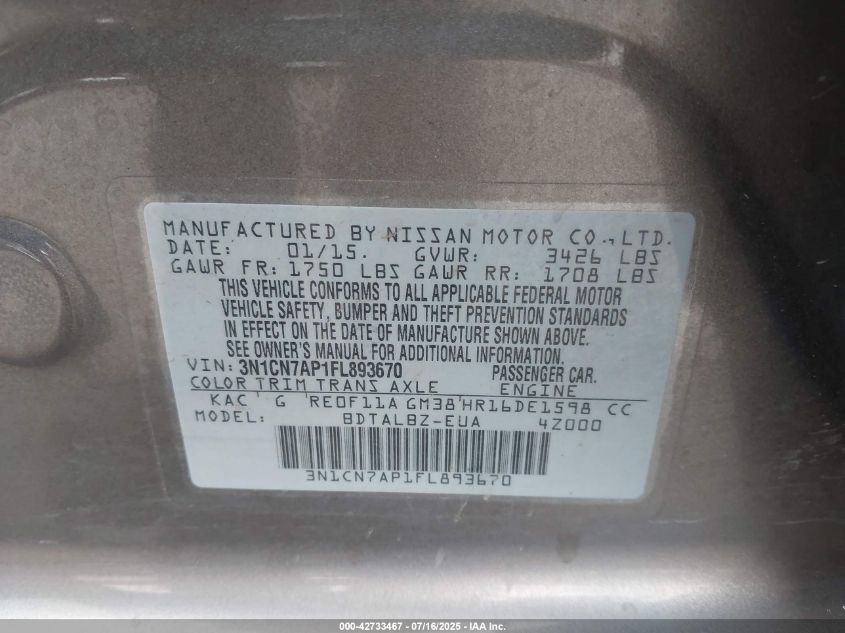 MANUFACTURED BY NISSAN MOTOR CO., LTD.
DATE: 01/15. GVWR: 3426 LBS
GAWR FR: 1750 LBS GAWR RR: 1708 LBS
THIS VEHICLE CONFORMS TO ALL APPLICABLE FEDERAL MOTOR
VEHICLE SAFETY, BUMPER AND THEFT PREVENTION STANDARDS
IN EFFECT ON THE DATE OF MANUFACTURE SHOWN ABOVE.
SEE OWNER'S MANUAL FOR ADDITIONAL INFORMATION.
VIN: 3N1CN7AP1FL893670 PASSENGER CAR.
COLOR TRIM TRANS AXLE ENGINE
KAC G RE0F11A GM38 HR16DE1598 CC
MODEL: BDTALBZ-EUA 4Z000
3N1CN7AP1FL893670
000-42733467 - 07/16/2025 - IAA Inc.